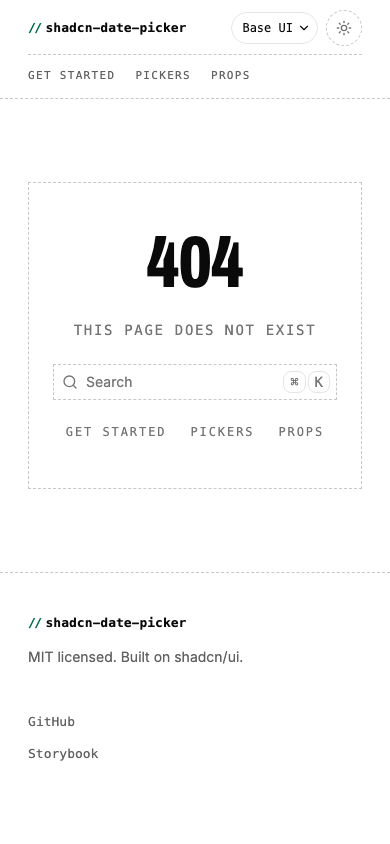 // shadcn-date-picker
Base UI
GET STARTED PICKERS PROPS
404
THIS PAGE DOES NOT EXIST
Search ⌘ K
GET STARTED PICKERS PROPS
// shadcn-date-picker
MIT licensed. Built on shadcn/ui.
GitHub
Storybook